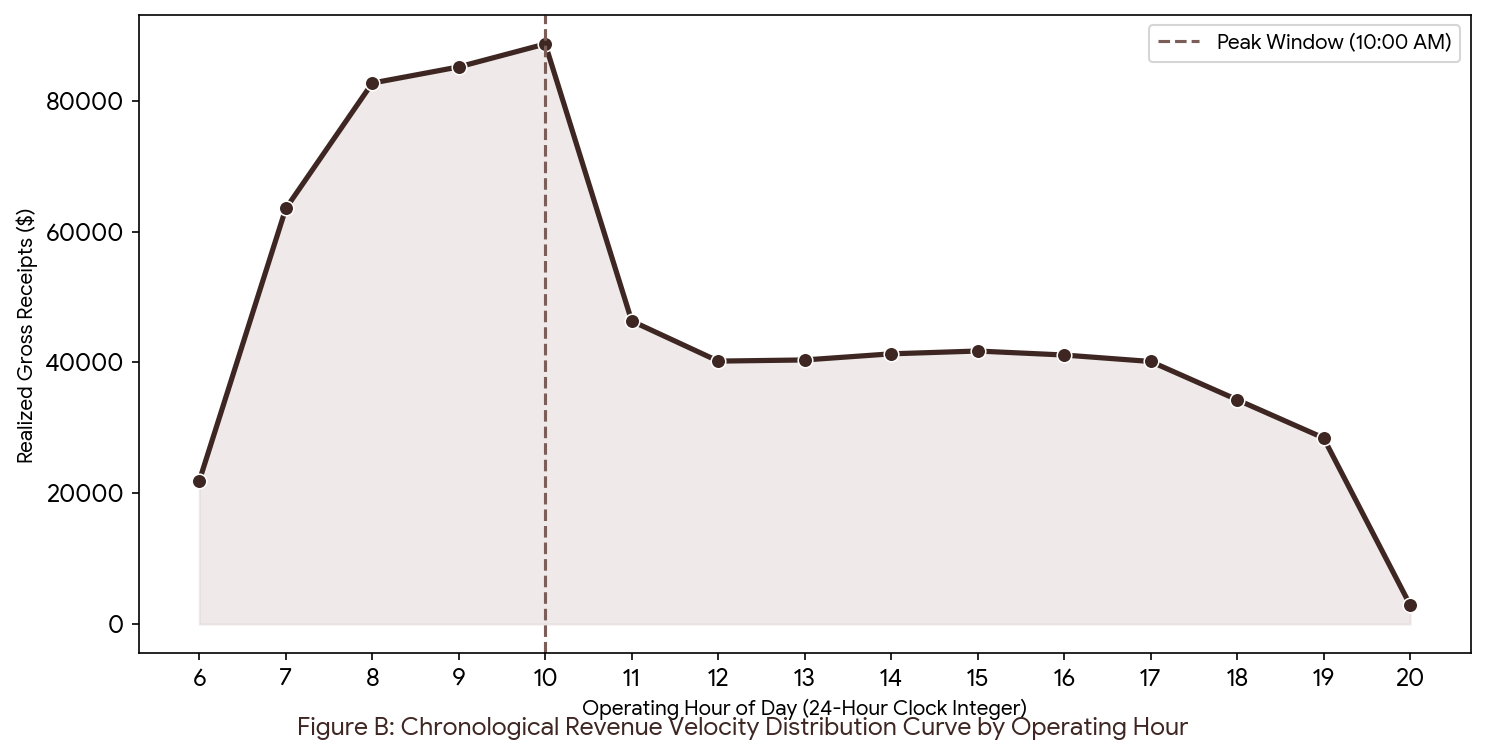 Peak Window (10:00 AM)
Realized Gross Receipts ($)
80000
60000
40000
20000
0
6 7 8 9 10 11 12 13 14 15 16 17 18 19 20
Operating Hour of Day (24-Hour Clock Integer)
Figure B: Chronological Revenue Velocity Distribution Curve by Operating Hour